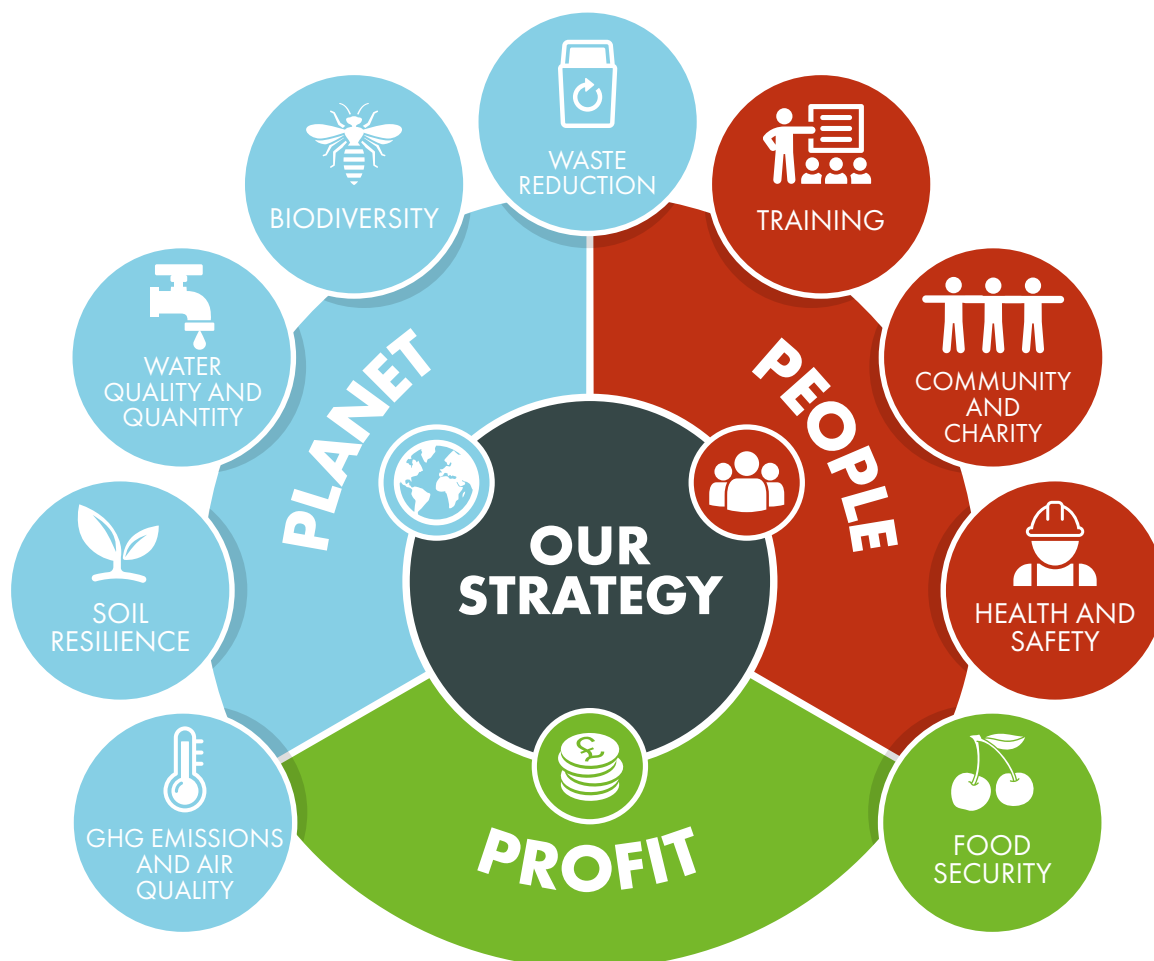 WASTE
REDUCTION
BIODIVERSITY
TRAINING
WATER
QUALITY AND
QUANTITY
COMMUNITY
AND
CHARITY
PLANET
PEOPLE
OUR
STRATEGY
SOIL
RESILIENCE
HEALTH AND
SAFETY
£
PROFIT
GHG EMISSIONS
AND AIR
QUALITY
FOOD
SECURITY